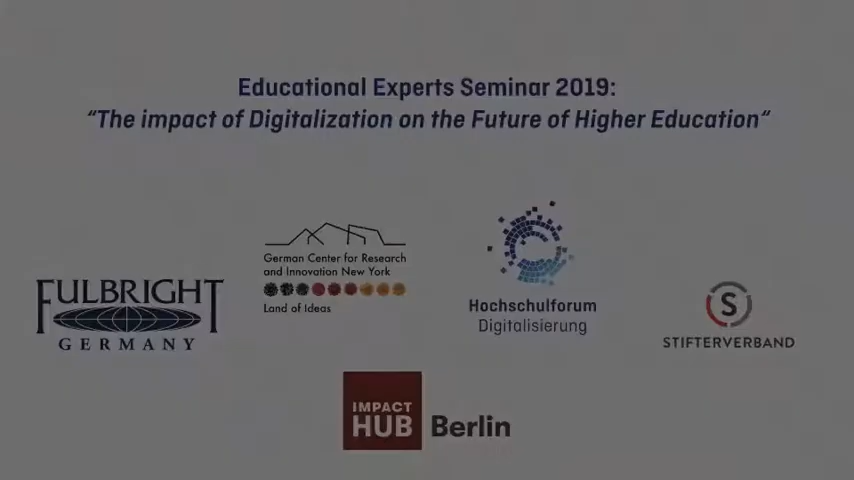 Educational Experts Seminar 2019:
“The impact of Digitalization on the Future of Higher Education“
German Center for Research
and Innovation New York
Land of Ideas
FULBRIGHT
GERMANY
Hochschulforum
Digitalisierung
S
STIFTERVERBAND
IMPACT
HUB Berlin